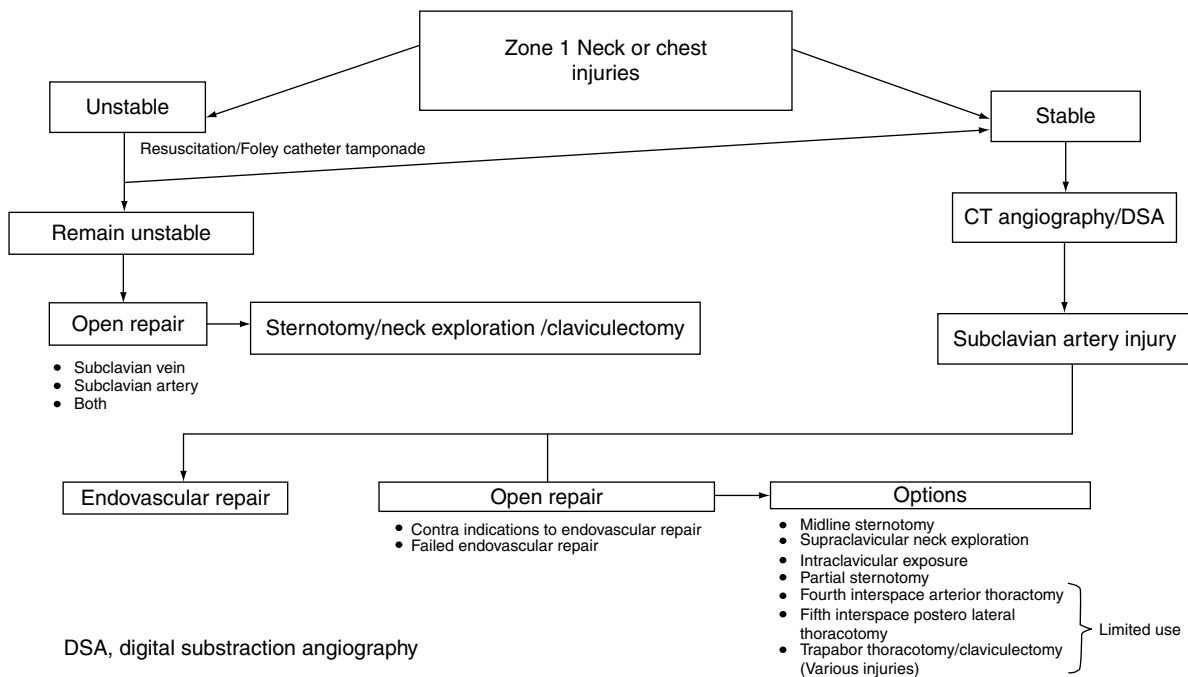 Zone 1 Neck or chest
injuries
Unstable
Stable
Resuscitation/Foley catheter tamponade
Remain unstable
CT angiography/DSA
Open repair
Sternotomy/neck exploration /claviculectomy
Subclavian artery injury
• Subclavian vein
• Subclavian artery
• Both
Endovascular repair
Open repair
Options
• Contra indications to endovascular repair
• Failed endovascular repair
• Midline sternotomy
• Supraclavicular neck exploration
• Intraclavicular exposure
• Partial sternotomy
• Fourth interspace arterior thoractomy
• Fifth interspace postero lateral
thoracotomy
• Trapabor thoracotomy/claviculectomy
(Various injuries)
Limited use
DSA, digital substraction angiography